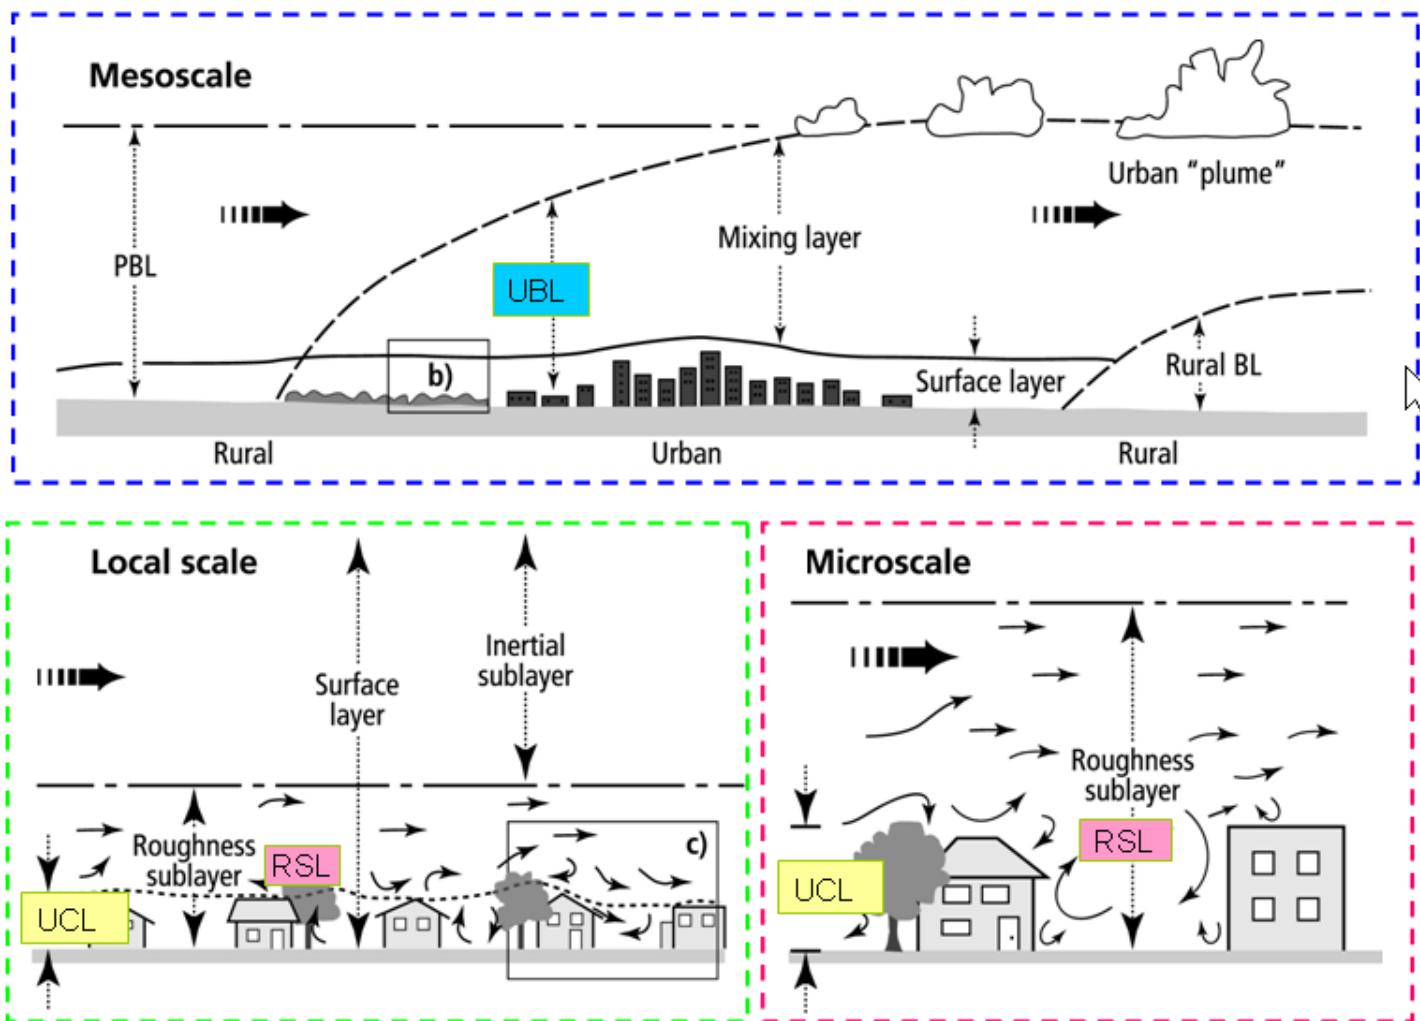 Mesoscale
Urban "plume"
Mixing layer
PBL
UBL
b)
Surface layer
Rural BL
Rural
Urban
Rural
Local scale
Inertial
sublayer
Surface
layer
Roughness
sublayer
RSL
c)
UCL
Microscale
Roughness
sublayer
RSL
UCL